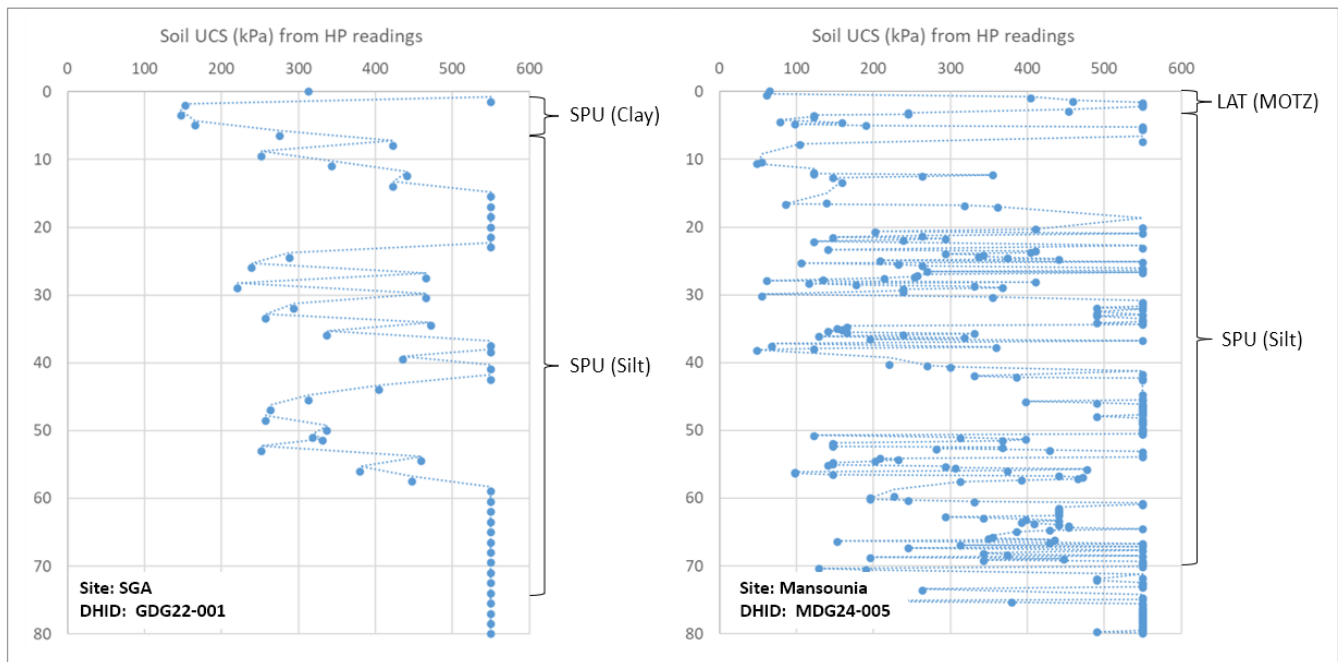 Soil UCS (kPa) from HP readings
0 100 200 300 400 500 600
0
10
20
30
40
50
60
70
80
SPU (Clay)
SPU (Silt)
Site: SGA
DHID: GDG22-001
Soil UCS (kPa) from HP readings
0 100 200 300 400 500 600
0
10
20
30
40
50
60
70
80
LAT (MOTZ)
SPU (Silt)
Site: Mansounia
DHID: MDG24-005